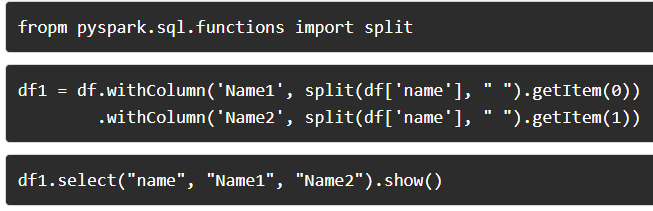 fropm pyspark.sql.functions import split
df1 = df.withColumn('Name1', split(df['name'], " ").getItem(0))
.withColumn('Name2', split(df['name'], " ").getItem(1))
df1.select("name", "Name1", "Name2").show()